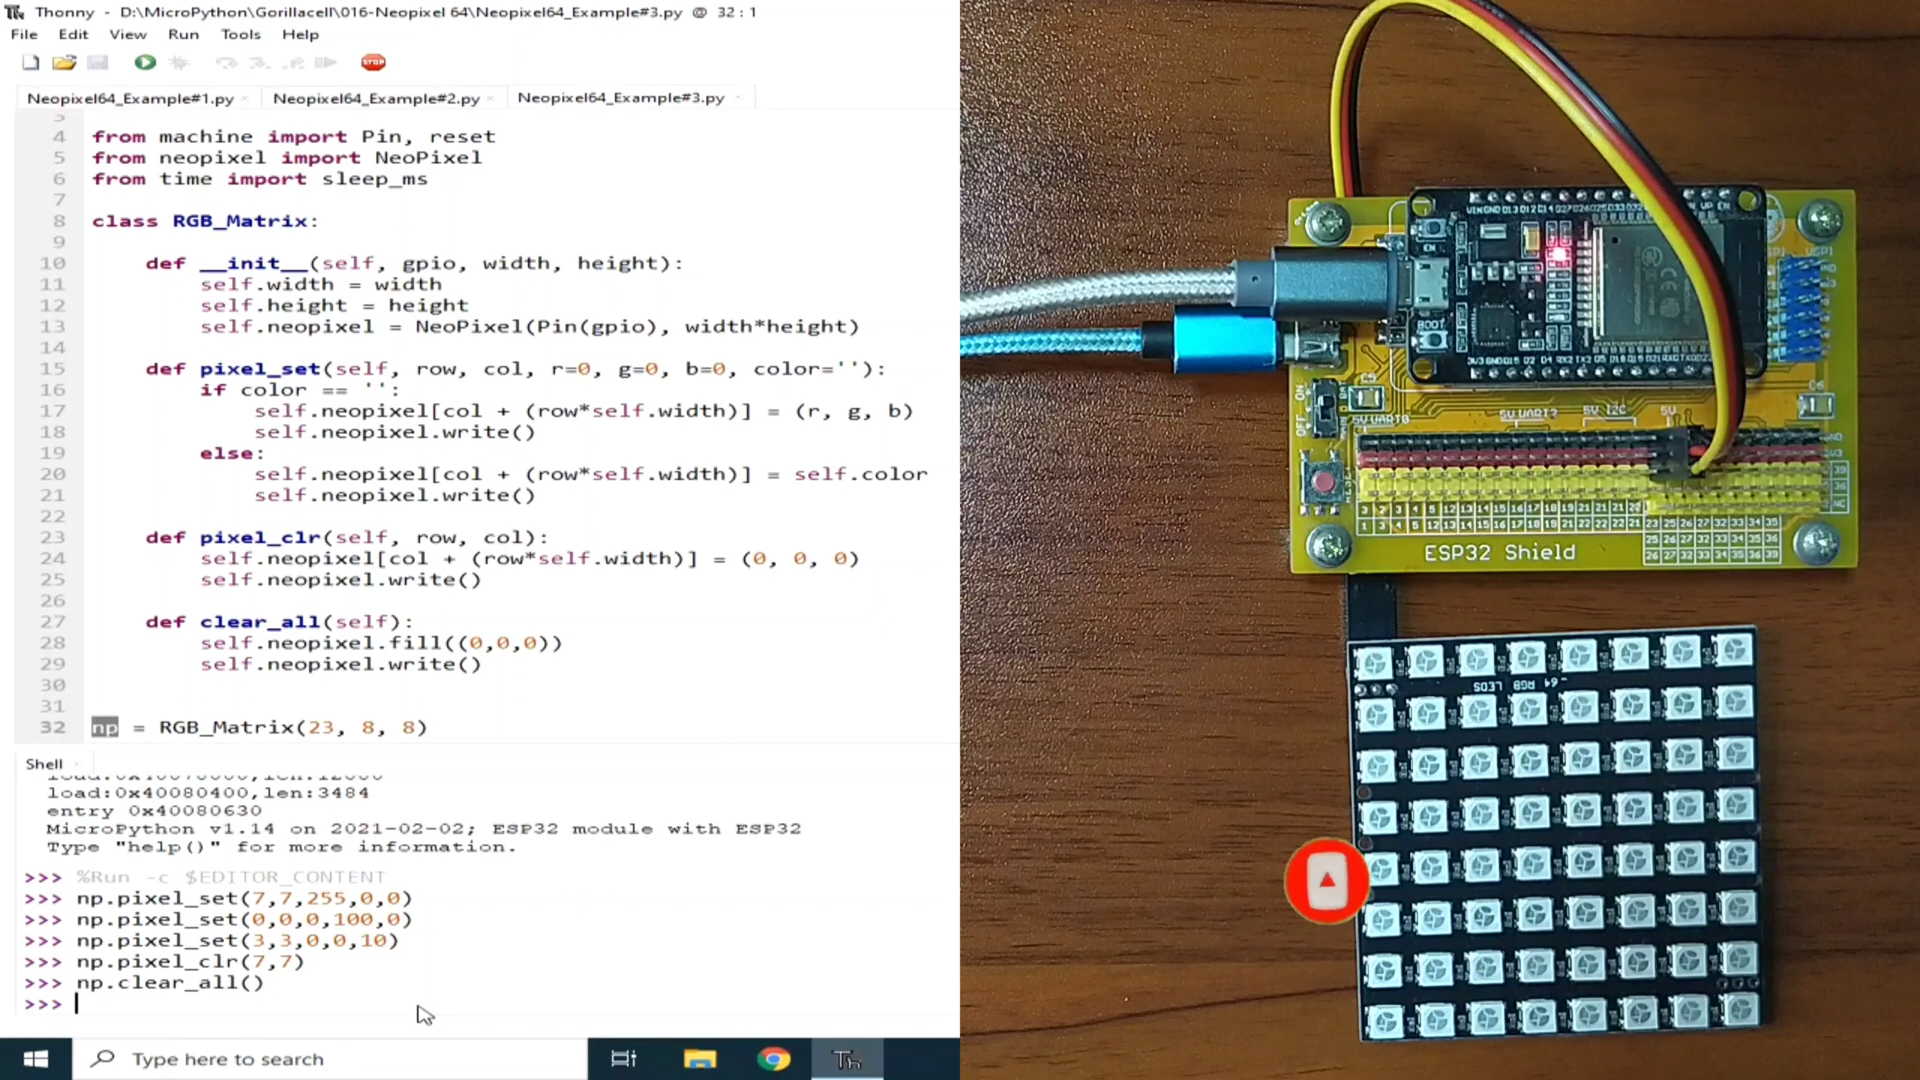 Thonny - D:\MicroPython\Gorillacell\016-Neopixel 64\Neopixel64_Example#3.py @ 32 : 1
File Edit View Run Tools Help
Neopixel64_Example#1.py Neopixel64_Example#2.py Neopixel64_Example#3.py
3
4 from machine import Pin, reset
5 from neopixel import NeoPixel
6 from time import sleep_ms
7
8 class RGB_Matrix:
9
10 def __init__(self, gpio, width, height):
11 self.width = width
12 self.height = height
13 self.neopixel = NeoPixel(Pin(gpio), width*height)
14
15 def pixel_set(self, row, col, r=0, g=0, b=0, color=''):
16 if color == '':
17 self.neopixel[col + (row*self.width)] = (r, g, b)
18 self.neopixel.write()
19 else:
20 self.neopixel[col + (row*self.width)] = self.color
21 self.neopixel.write()
22
23 def pixel_clr(self, row, col):
24 self.neopixel[col + (row*self.width)] = (0, 0, 0)
25 self.neopixel.write()
26
27 def clear_all(self):
28 self.neopixel.fill((0,0,0))
29 self.neopixel.write()
30
31
32 np = RGB_Matrix(23, 8, 8)
Shell
load:0x40080400,len:3484
entry 0x40080630
MicroPython v1.14 on 2021-02-02; ESP32 module with ESP32
Type "help()" for more information.
>>> %Run -c $EDITOR_CONTENT
>>> np.pixel_set(7,7,255,0,0)
>>> np.pixel_set(0,0,0,100,0)
>>> np.pixel_set(3,3,0,0,10)
>>> np.pixel_clr(7,7)
>>> np.clear_all()
>>>
Type here to search
STOP
EN
BOOT
OFF ON
5V UART0
5V UART2
5V I2C
5V
ESP32 Shield
64 RGB LEDS